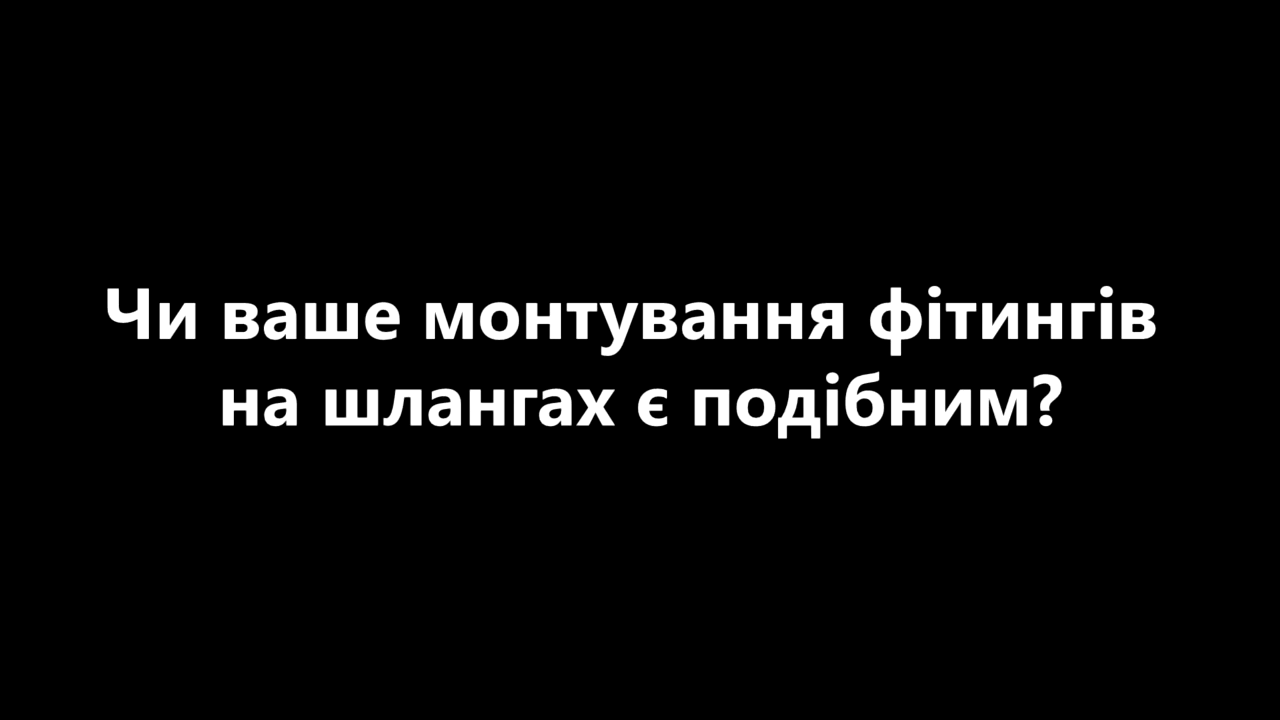 Чи ваше монтування фітингів
на шлангах є подібним?